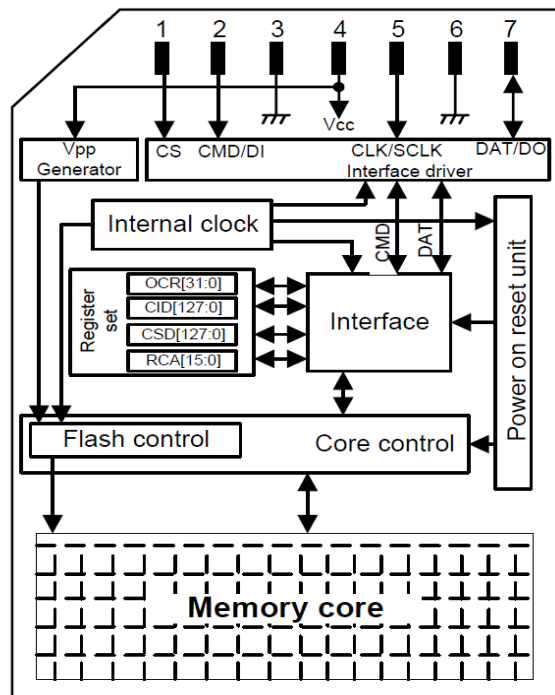 1 2 3 4 5 6 7
Vcc
Vpp
Generator
CS CMD/DI CLK/SCLK DAT/DO
Interface driver
Internal clock
CMD
DAT
Power on reset unit
Register
set
OCR[31:0]
CID[127:0]
CSD[127:0]
RCA[15:0]
Interface
Flash control
Core control
Memory core